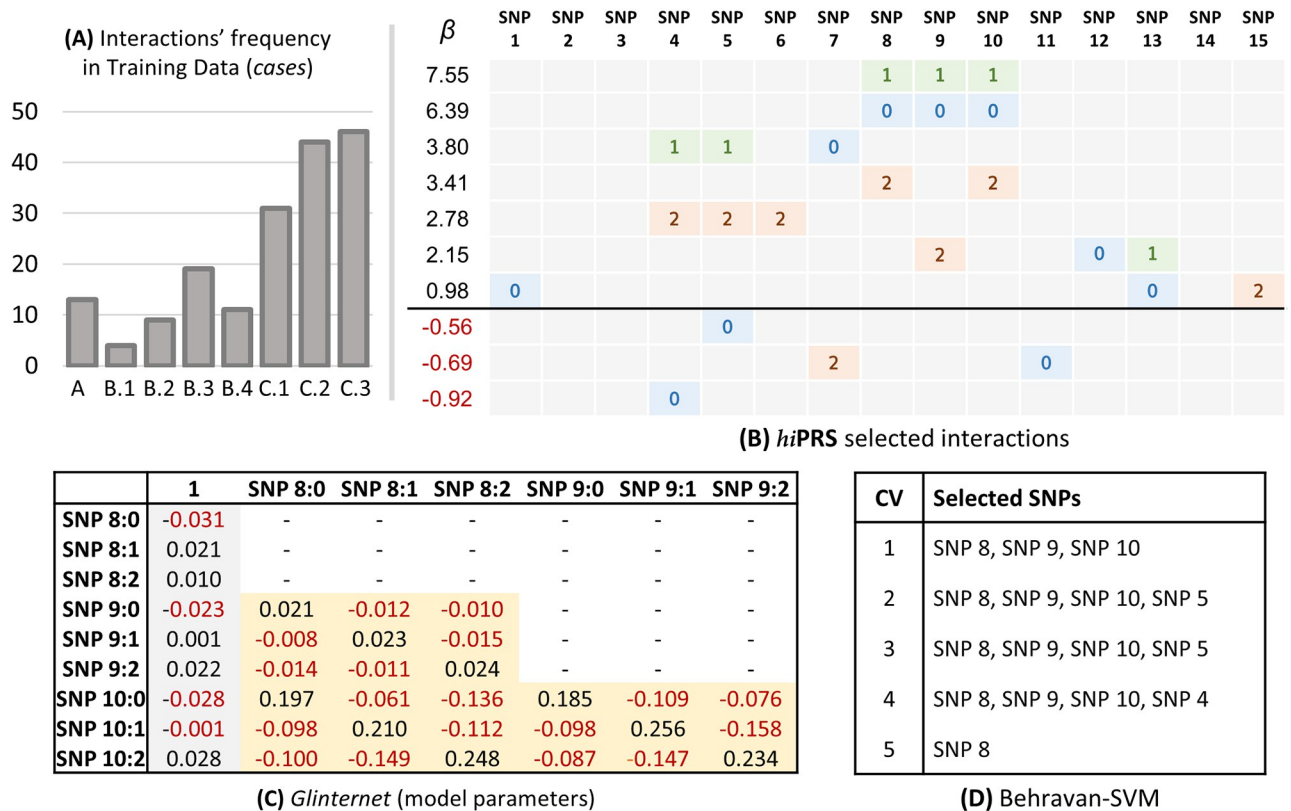 (A) Interactions' frequency
in Training Data (cases)
50
40
30
20
10
0
A B.1 B.2 B.3 B.4 C.1 C.2 C.3
β SNP 1 SNP 2 SNP 3 SNP 4 SNP 5 SNP 6 SNP 7 SNP 8 SNP 9 SNP 10 SNP 11 SNP 12 SNP 13 SNP 14 SNP 15
7.55 1 1 1
6.39 0 0 0
3.80 1 1 0
3.41 2 2
2.78 2 2 2
2.15 2 0 1
0.98 0 0 2
-0.56 0
-0.69 2 0
-0.92 0
(B) hiPRS selected interactions
1 SNP 8:0 SNP 8:1 SNP 8:2 SNP 9:0 SNP 9:1 SNP 9:2
SNP 8:0 -0.031 - - - - - -
SNP 8:1 0.021 - - - - - -
SNP 8:2 0.010 - - - - - -
SNP 9:0 -0.023 0.021 -0.012 -0.010 - - -
SNP 9:1 0.001 -0.008 0.023 -0.015 - - -
SNP 9:2 0.022 -0.014 -0.011 0.024 - - -
SNP 10:0 -0.028 0.197 -0.061 -0.136 0.185 -0.109 -0.076
SNP 10:1 -0.001 -0.098 0.210 -0.112 -0.098 0.256 -0.158
SNP 10:2 0.028 -0.100 -0.149 0.248 -0.087 -0.147 0.234
(C) Glinternet (model parameters)
CV Selected SNPs
1 SNP 8, SNP 9, SNP 10
2 SNP 8, SNP 9, SNP 10, SNP 5
3 SNP 8, SNP 9, SNP 10, SNP 5
4 SNP 8, SNP 9, SNP 10, SNP 4
5 SNP 8
(D) Behravan-SVM